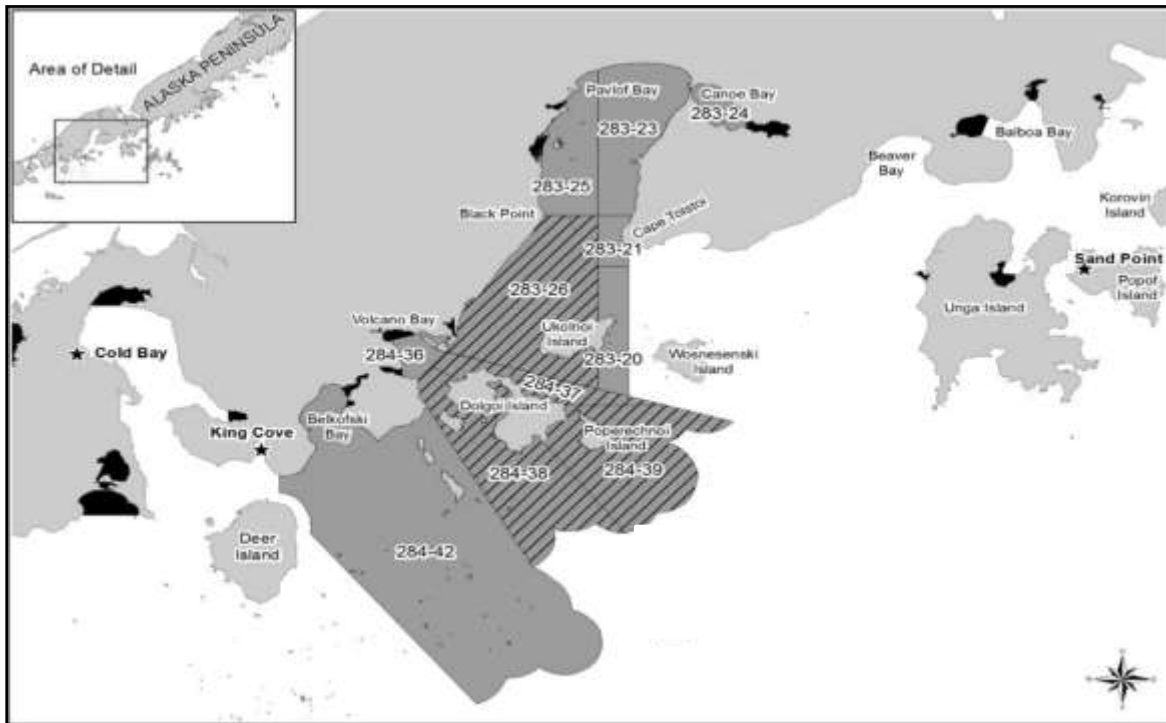 Area of Detail
ALASKA PENINSULA
Pavlof Bay
Canoe Bay
283-24
283-23
Balboa Bay
Beaver
Bay
283-25
Black Point
Korovin
Island
Cape Tolstoi
283-21
Sand Point
Popof
Island
283-26
Unga Island
Volcano Bay
Ukolnoi
Island
284-36
283-20
Wosnesenski
Island
Cold Bay
284-37
Dolgoi Island
Belkofski
Bay
King Cove
Poperechnoi
Island
284-38
284-39
Deer
Island
284-42